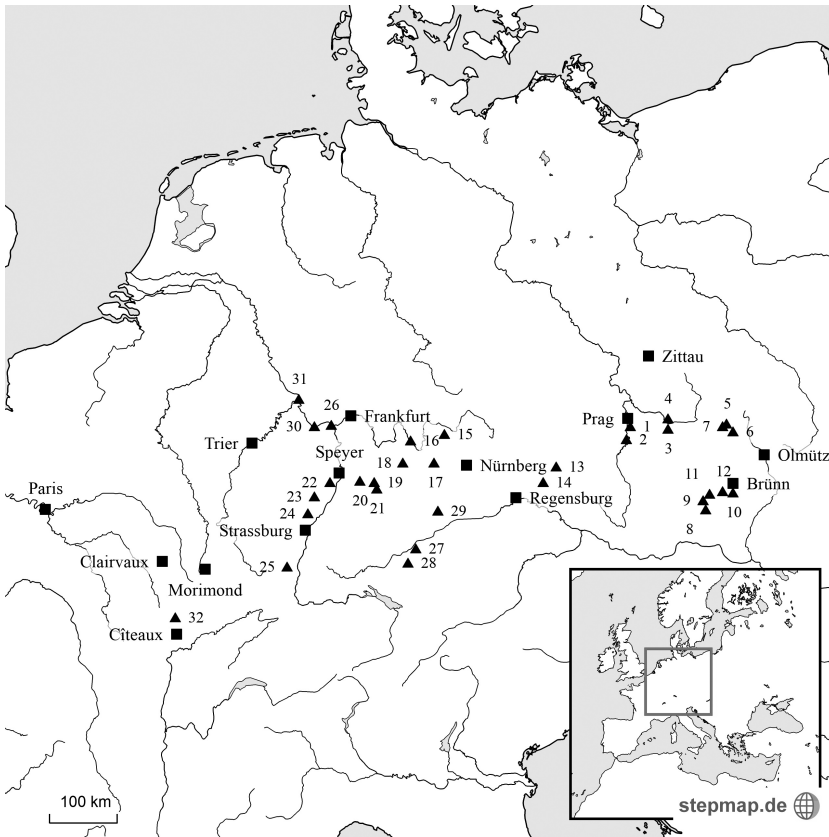 Zittau
31
26
4
5
Frankfurt
Prag
1
30
7
6
15
16
2
3
Trier
Speyer
Olmütz
18
17
Nürnberg
13
12
11
22
19
14
Brünn
Paris
23
20
21
Regensburg
9
10
24
29
8
Strassburg
27
Clairvaux
25
28
Morimond
32
Cîteaux
100 km
stepmap.de